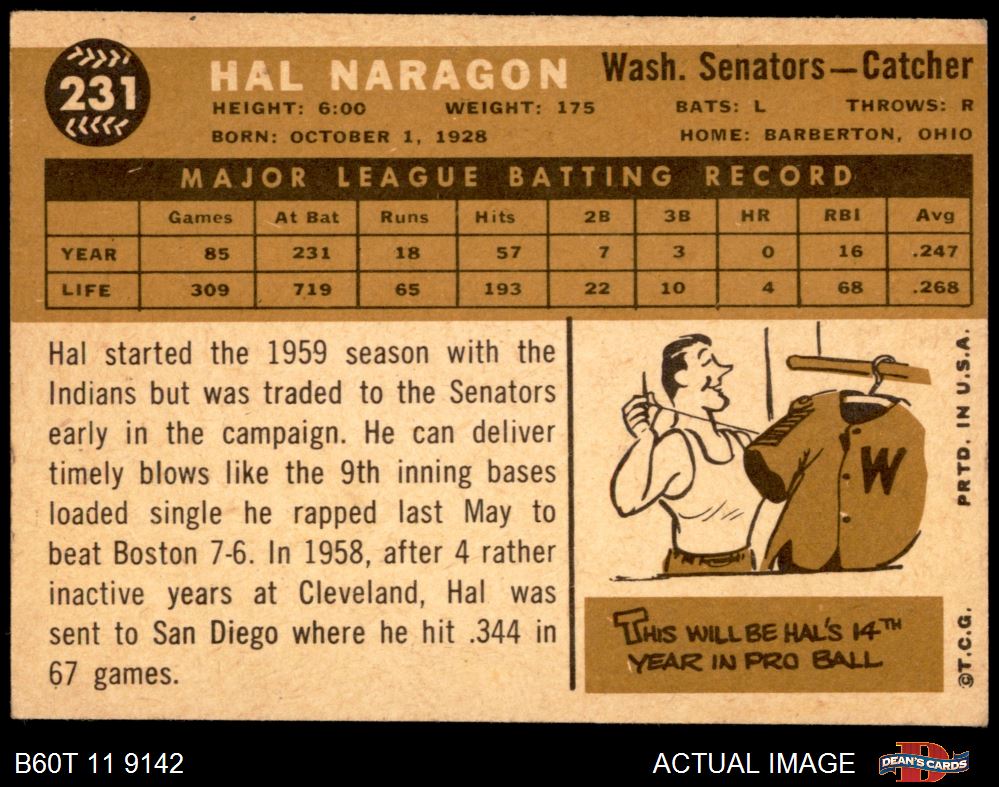 231
HAL NARAGON
Wash. Senators—Catcher
HEIGHT: 6:00 WEIGHT: 175 BATS: L THROWS: R
BORN: OCTOBER 1, 1928 HOME: BARBERTON, OHIO
MAJOR LEAGUE BATTING RECORD
Games At Bat Runs Hits 2B 3B HR RBI Avg
YEAR 85 231 18 57 7 3 0 16 .247
LIFE 309 719 65 193 22 10 4 68 .268
Hal started the 1959 season with the
Indians but was traded to the Senators
early in the campaign. He can deliver
timely blows like the 9th inning bases
loaded single he rapped last May to
beat Boston 7-6. In 1958, after 4 rather
inactive years at Cleveland, Hal was
sent to San Diego where he hit .344 in
67 games.
W
THIS WILL BE HAL'S 14TH
YEAR IN PRO BALL
©T.C.G. PRTD. IN U.S.A.
B60T 11 9142
ACTUAL IMAGE
D
DEAN'S CARDS